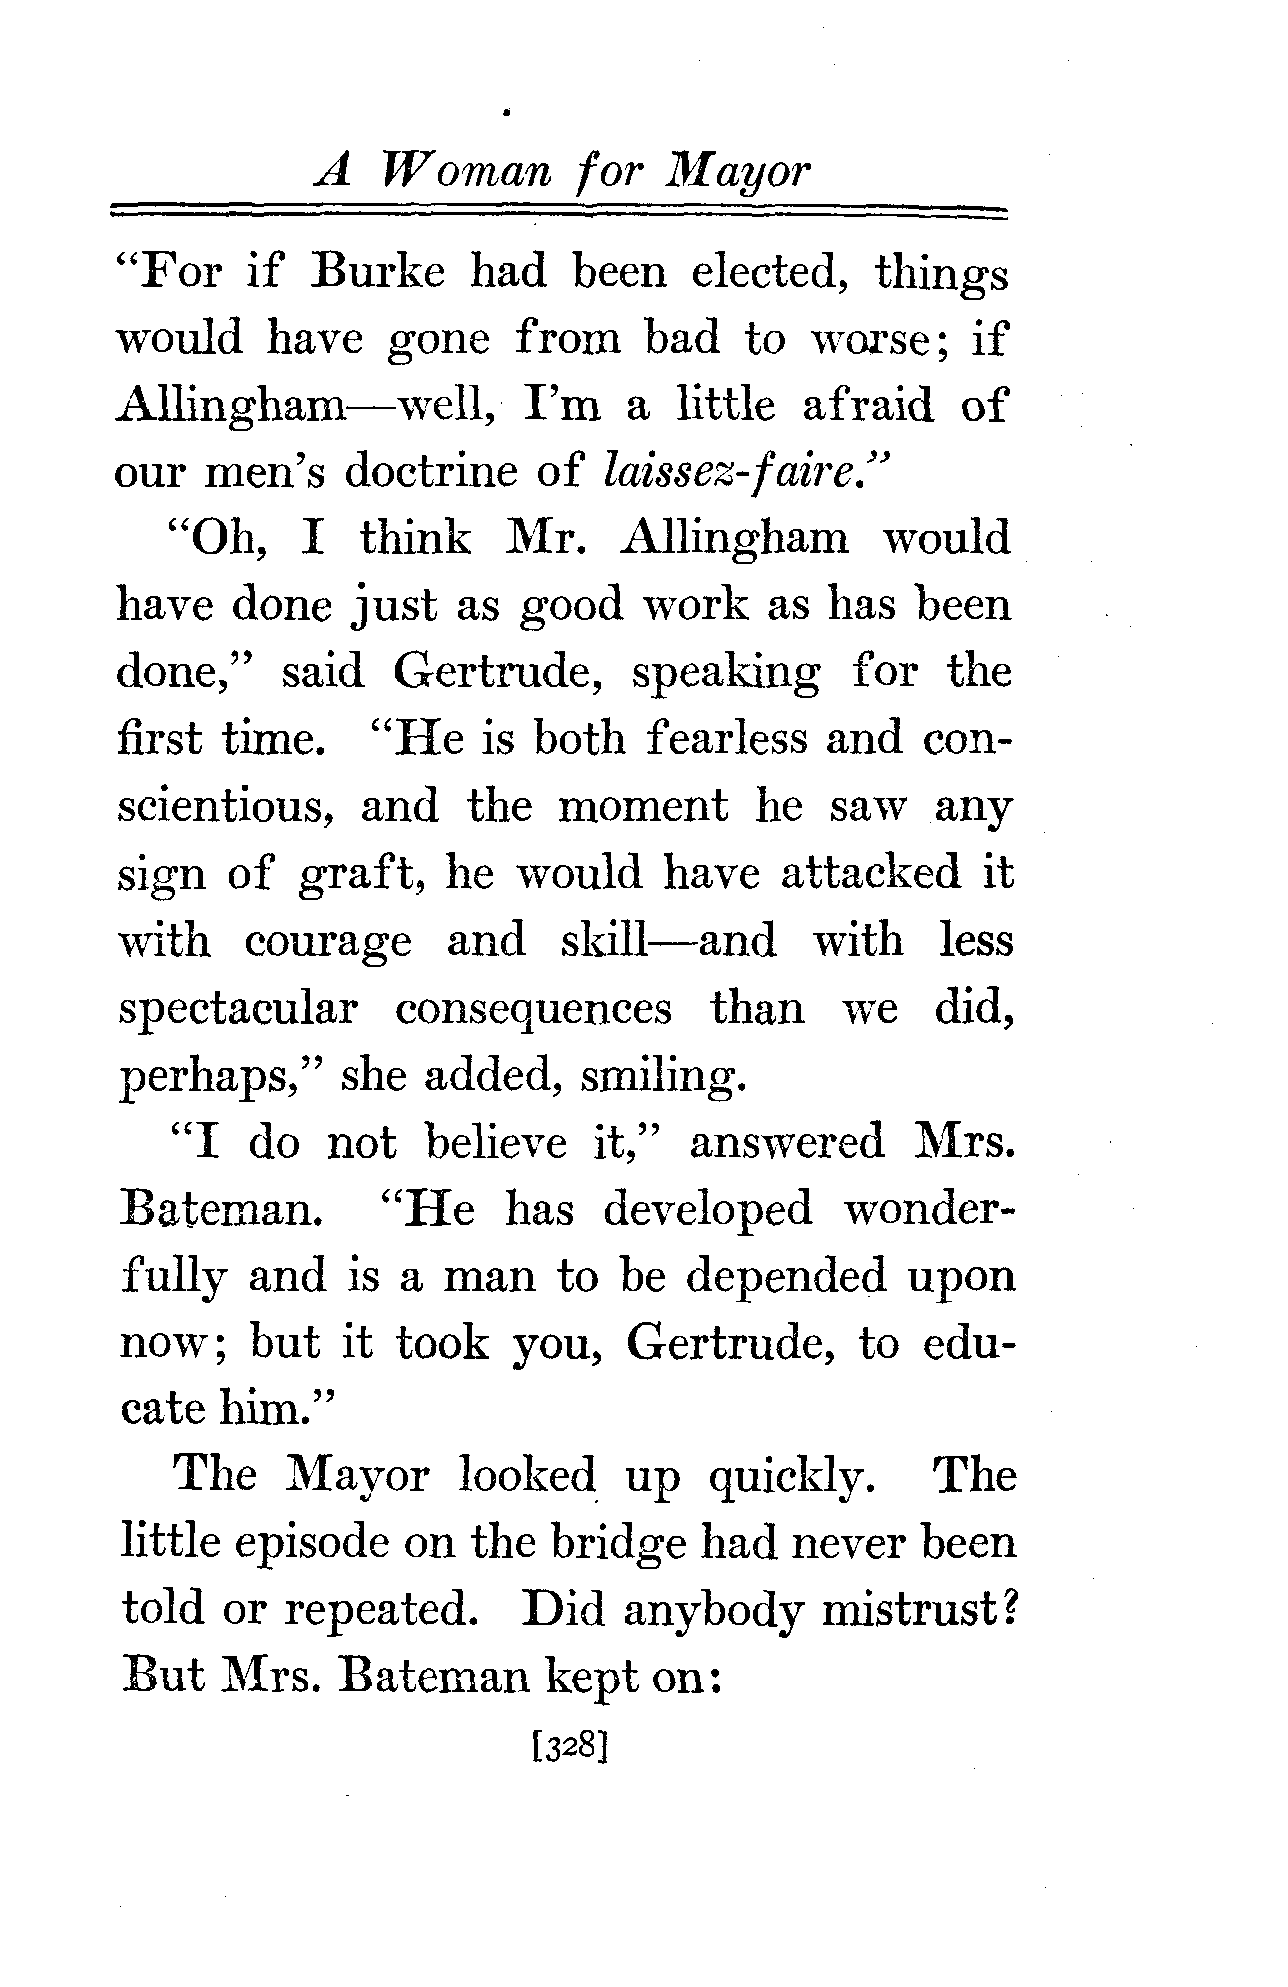 A Woman for Mayor
“For if Burke had been elected, things
would have gone from bad to worse; if
Allingham—well, I’m a little afraid of
our men’s doctrine of laissez-faire.”
“Oh, I think Mr. Allingham would
have done just as good work as has been
done,” said Gertrude, speaking for the
first time. “He is both fearless and con-
scientious, and the moment he saw any
sign of graft, he would have attacked it
with courage and skill—and with less
spectacular consequences than we did,
perhaps,” she added, smiling.
“I do not believe it,” answered Mrs.
Bateman. “He has developed wonder-
fully and is a man to be depended upon
now; but it took you, Gertrude, to edu-
cate him.”
The Mayor looked up quickly. The
little episode on the bridge had never been
told or repeated. Did anybody mistrust?
But Mrs. Bateman kept on:
[328]